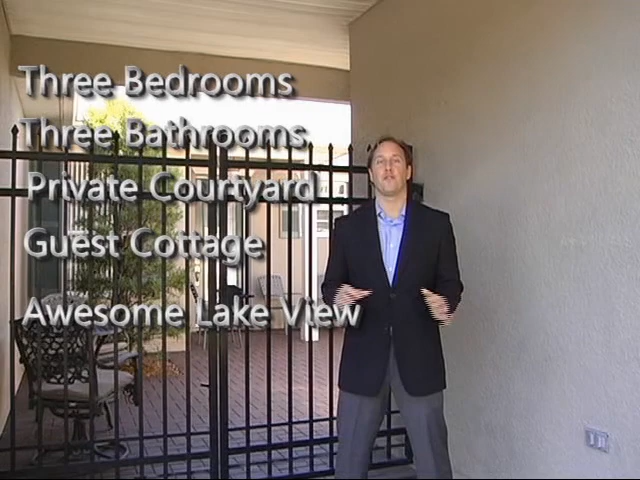 Three Bedrooms
Three Bathrooms
Private Courtyard
Guest Cottage
Awesome Lake View